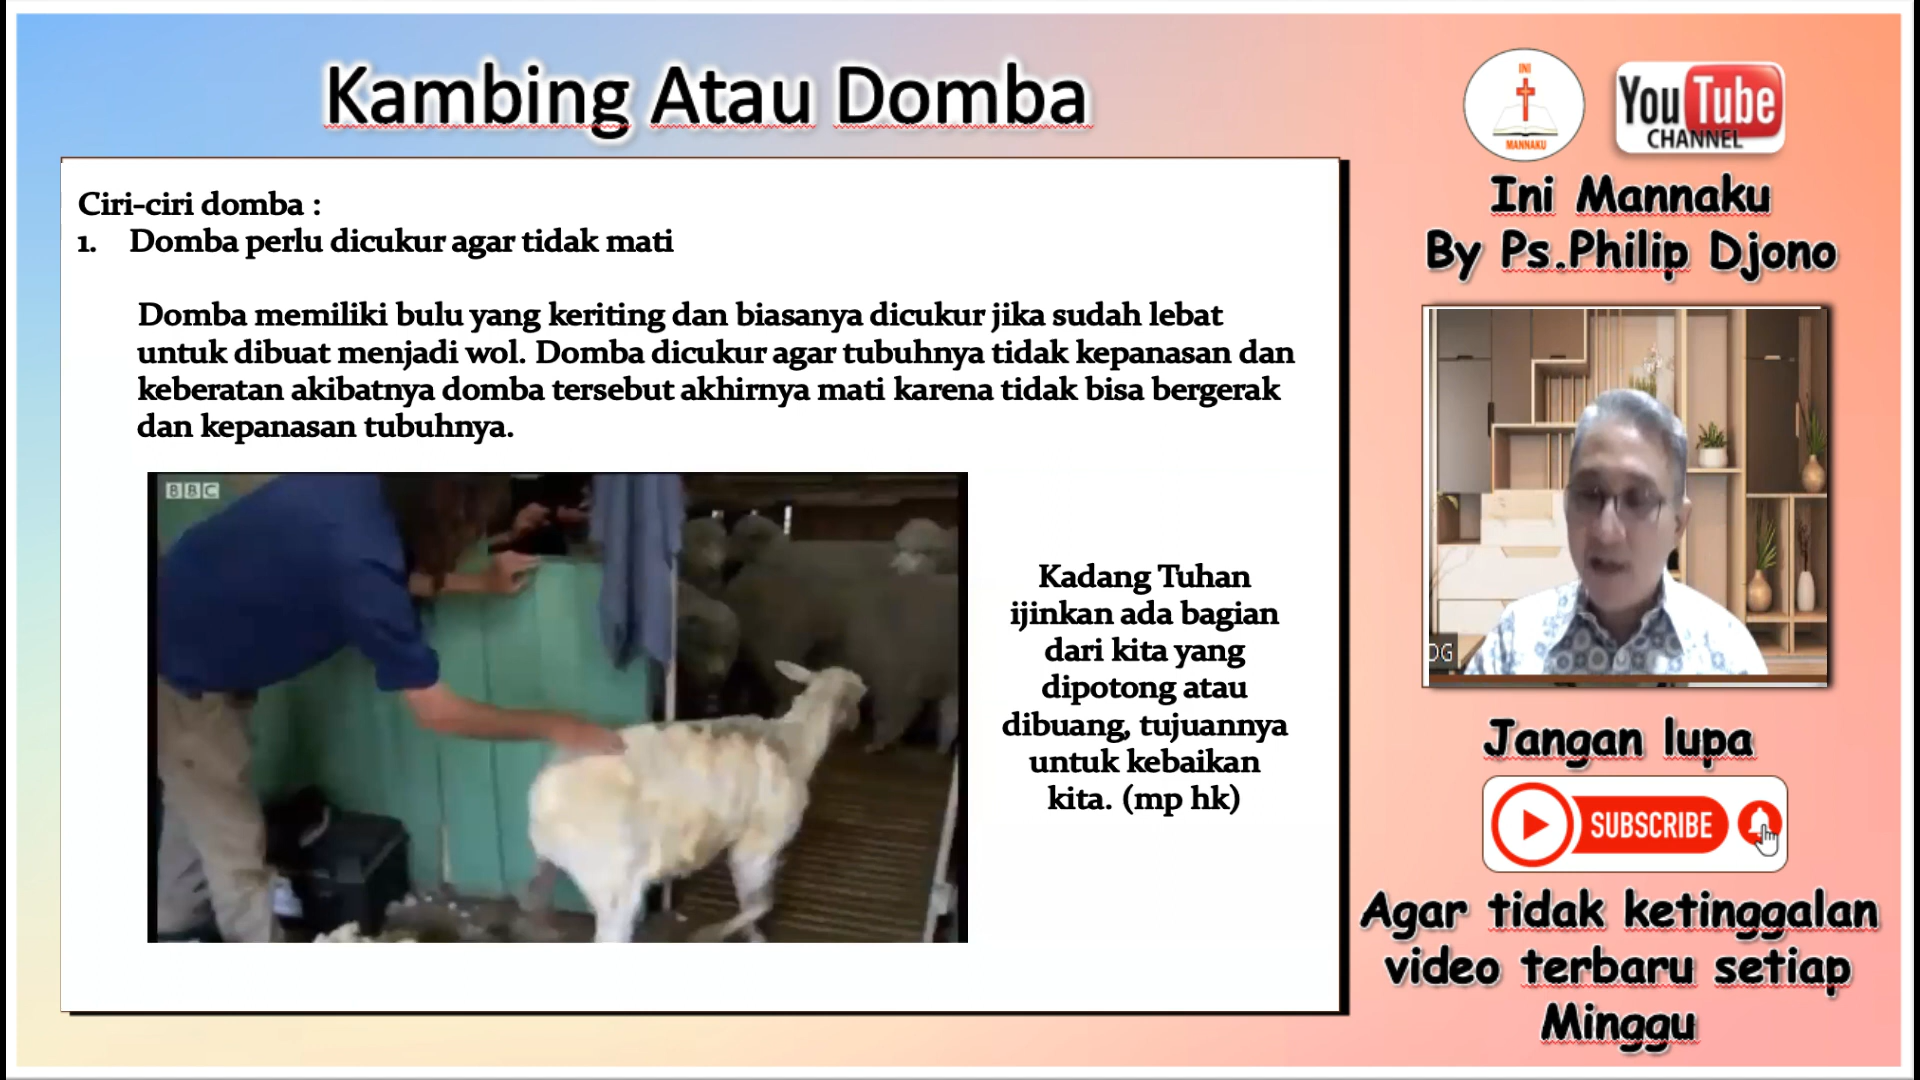 Kambing Atau Domba
Ciri-ciri domba :
1. Domba perlu dicukur agar tidak mati
Domba memiliki bulu yang keriting dan biasanya dicukur jika sudah lebat
untuk dibuat menjadi wol. Domba dicukur agar tubuhnya tidak kepanasan dan
keberatan akibatnya domba tersebut akhirnya mati karena tidak bisa bergerak
dan kepanasan tubuhnya.
BBC
Kadang Tuhan
ijinkan ada bagian
dari kita yang
dipotong atau
dibuang, tujuannya
untuk kebaikan
kita. (mp hk)
INI
MANNAKU
YouTube
CHANNEL
Ini Mannaku
By Ps.Philip Djono
OG
Jangan lupa
SUBSCRIBE
Agar tidak ketinggalan
video terbaru setiap
Minggu